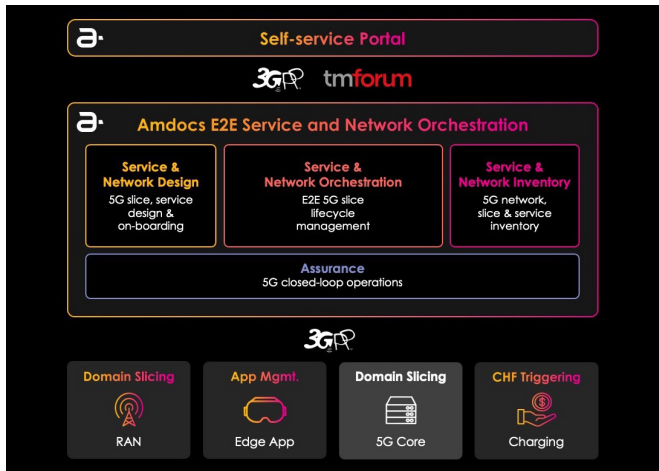 a
Self-service Portal
3GPP tmforum
a
Amdocs E2E Service and Network Orchestration
Service &
Network Design
5G slice, service
design &
on-boarding
Service &
Network Orchestration
E2E 5G slice
lifecycle
management
Service &
Network Inventory
5G network,
slice & service
inventory
Assurance
5G closed-loop operations
3GPP
Domain Slicing
RAN
App Mgmt.
Edge App
Domain Slicing
5G Core
CHF Triggering
$
Charging